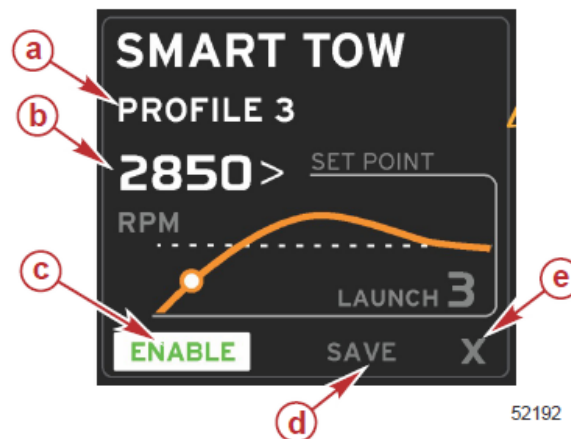 a
SMART TOW
PROFILE 3
b
2850> SET POINT
RPM
c
LAUNCH 3
e
ENABLE SAVE X
d
52192